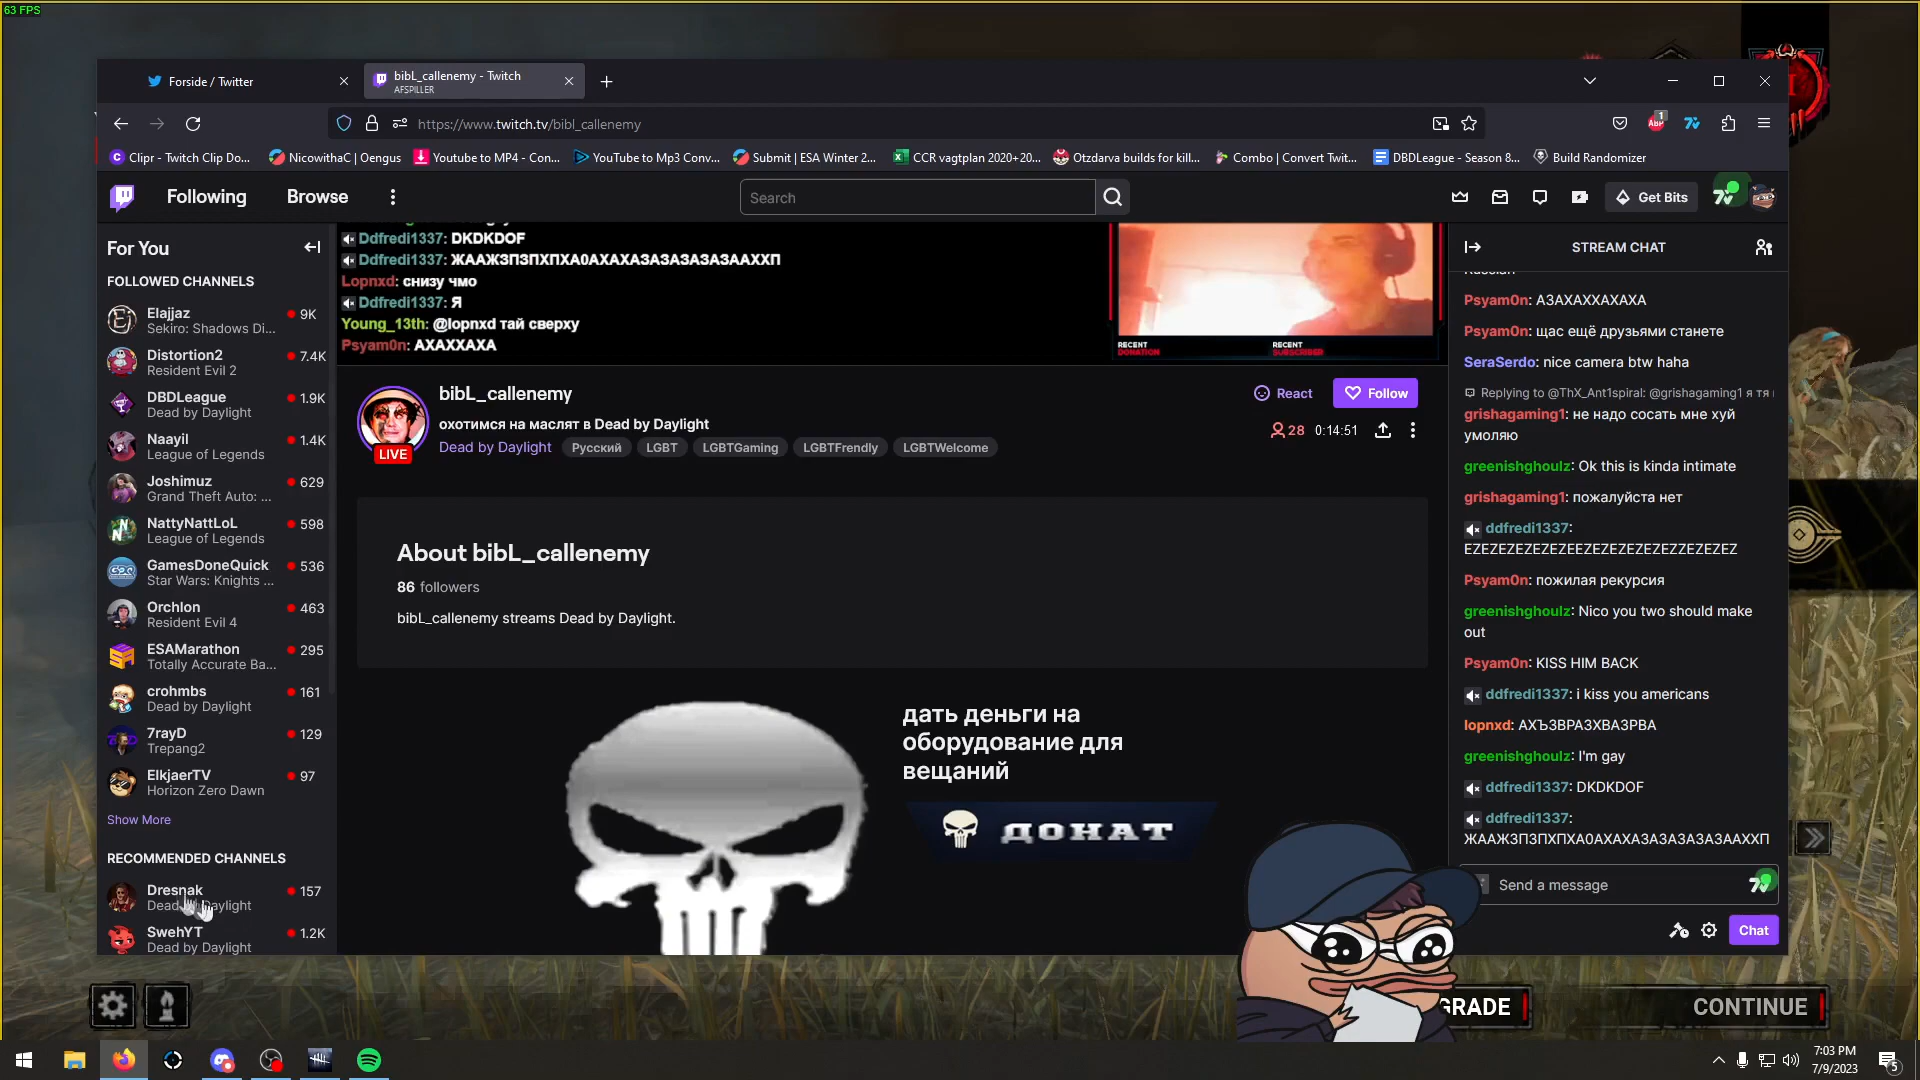 63 FPS
Forside / Twitter
bibL_callenemy - Twitch
AFSPILLER
https://www.twitch.tv/bibl_callenemy
Clipr - Twitch Clip Do...
NicowithaC | Oengus
Youtube to MP4 - Con...
YouTube to Mp3 Conv...
Submit | ESA Winter 2...
CCR vagtplan 2020+20...
Otzdarva builds for kill...
Combo | Convert Twit...
DBDLeague - Season 8...
Build Randomizer
Following
Browse
Search
Get Bits
For You
FOLLOWED CHANNELS
Elajjaz 9K
Sekiro: Shadows Di...
Distortion2 7.4K
Resident Evil 2
DBDLeague 1.9K
Dead by Daylight
Naayil 1.4K
League of Legends
Joshimuz 629
Grand Theft Auto: ...
NattyNattLoL 598
League of Legends
GamesDoneQuick 536
Star Wars: Knights ...
Orchlon 463
Resident Evil 4
ESAMarathon 295
Totally Accurate Ba...
crohmbs 161
Dead by Daylight
7rayD 129
Trepang2
ElkjaerTV 97
Horizon Zero Dawn
Show More
RECOMMENDED CHANNELS
Dresnak 157
Dead by Daylight
SwehYT 1.2K
Dead by Daylight
Ddfredi1337: DKDKDOF
Ddfredi1337: ЖААЖЗПЗПХПХА0АХАХАЗАЗАЗАЗАЗААХХП
Lopnxd: снизу чмо
Ddfredi1337: Я
Young_13th: @lopnxd тай сверху
Psyam0n: АХАХХАХА
RECENT
DONATION
RECENT
SUBSCRIBER
bibL_callenemy
React
Follow
охотимся на маслят в Dead by Daylight
28 0:14:51
LIVE
Dead by Daylight Русский LGBT LGBTGaming LGBTFrendly LGBTWelcome
About bibL_callenemy
86 followers
bibL_callenemy streams Dead by Daylight.
дать деньги на
оборудование для
вещаний
ДОНАТ
STREAM CHAT
Psyam0n: АЗАХАХХАХАХА
Psyam0n: щас ещё друзьями станете
SeraSerdo: nice camera btw haha
Replying to @ThX_Ant1spiral: @grishagaming1 я тя
grishagaming1: не надо сосать мне хуй
умоляю
greenishghoulz: Ok this is kinda intimate
grishagaming1: пожалуйста нет
ddfredi1337:
EZEZEZEZEZEZEEZEZEZEZEZEZZEZEZEZ
Psyam0n: пожилая рекурсия
greenishghoulz: Nico you two should make
out
Psyam0n: KISS HIM BACK
ddfredi1337: i kiss you americans
lopnxd: АХЪЗВРАЗХВАЗРВА
greenishghoulz: I'm gay
ddfredi1337: DKDKDOF
ddfredi1337:
ЖААЖЗПЗПХПХА0АХАХАЗАЗАЗАЗАЗААХХП
Send a message
Chat
CONTINUE
7:03 PM
7/9/2023